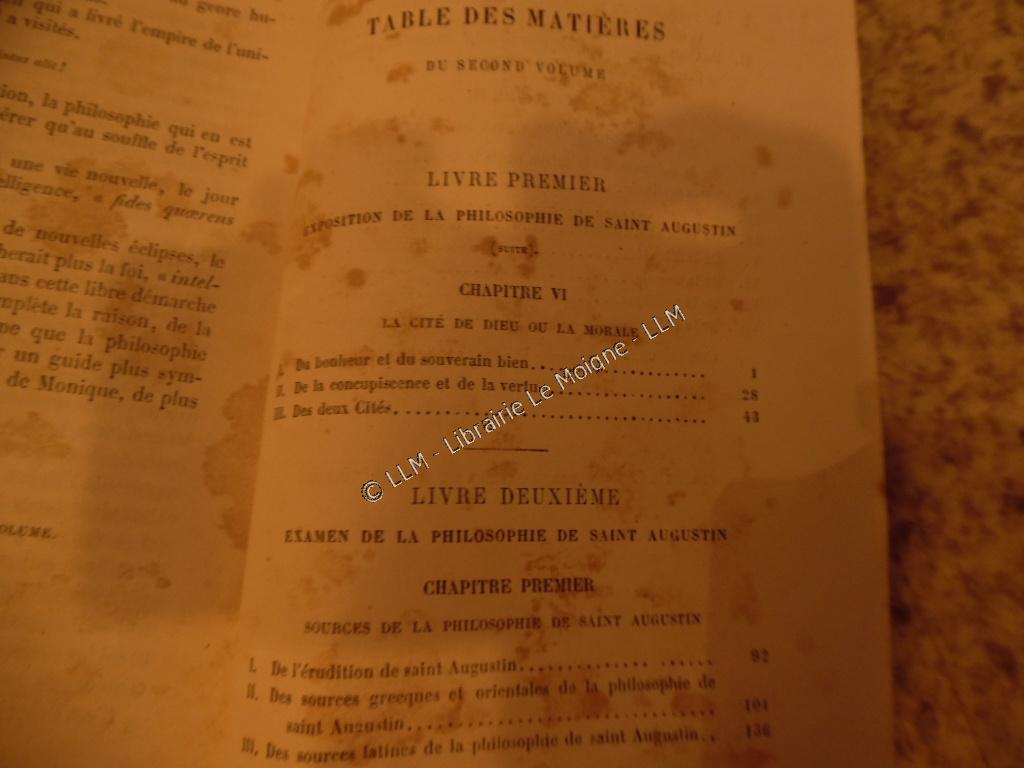 du genre hu-
qui a livré l'empire de l'uni-
a visités.
intus alit!
ion, la philosophie qui en est
érer qu'au souffle de l'esprit
une vie nouvelle, le jour
elligence, « fides quærens
de nouvelles éclipses, le
cherait plus la foi, « intel-
ans cette libre démarche
mplète la raison, de la
ne que la philosophie
r un guide plus sym-
de Monique, de plus
OLUME.
TABLE DES MATIÈRES
DU SECOND VOLUME
LIVRE PREMIER
EXPOSITION DE LA PHILOSOPHIE DE SAINT AUGUSTIN
(SUITE).
CHAPITRE VI
LA CITÉ DE DIEU OU LA MORALE
I. Du bonheur et du souverain bien. 1
II. De la concupiscence et de la vertu 28
III. Des deux Cités. 43
LIVRE DEUXIÈME
EXAMEN DE LA PHILOSOPHIE DE SAINT AUGUSTIN
CHAPITRE PREMIER
SOURCES DE LA PHILOSOPHIE DE SAINT AUGUSTIN
I. De l'érudition de saint Augustin. 92
II. Des sources grecques et orientales de la philosophie de
saint Augustin. 101
III. Des sources latines de la philosophie de saint Augustin. 136
© LLM - Librairie Le Moigne - LLM